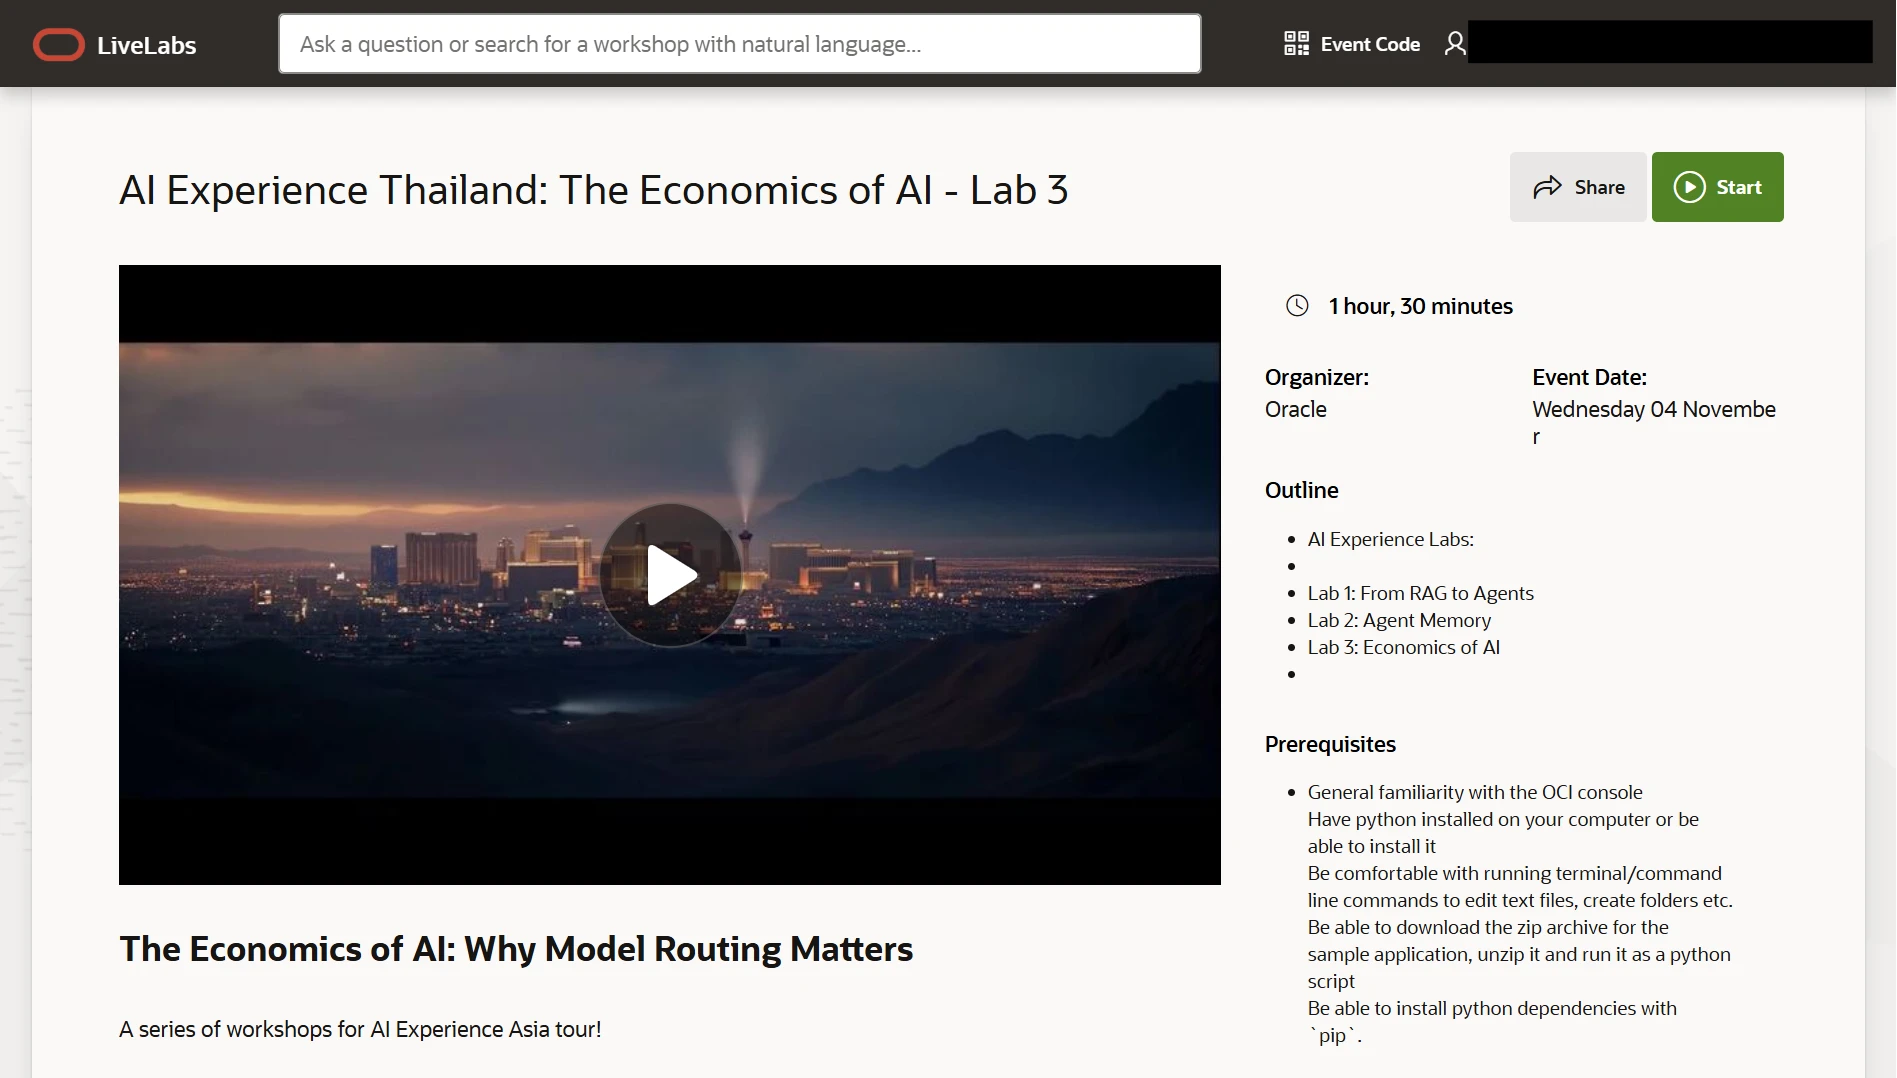 LiveLabs
Ask a question or search for a workshop with natural language...
Event Code
AI Experience Thailand: The Economics of AI - Lab 3
Share
Start
1 hour, 30 minutes
Organizer:
Oracle
Event Date:
Wednesday 04 Novembe
r
Outline
AI Experience Labs:
Lab 1: From RAG to Agents
Lab 2: Agent Memory
Lab 3: Economics of AI
Prerequisites
General familiarity with the OCI console
Have python installed on your computer or be
able to install it
Be comfortable with running terminal/command
line commands to edit text files, create folders etc.
Be able to download the zip archive for the
sample application, unzip it and run it as a python
script
Be able to install python dependencies with
`pip`.
The Economics of AI: Why Model Routing Matters
A series of workshops for AI Experience Asia tour!